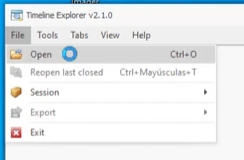 Timeline Explorer v2.1.0
File Tools Tabs View Help
Open Ctrl+O
Reopen last closed Ctrl+Mayúsculas+T
Session
Export
Exit